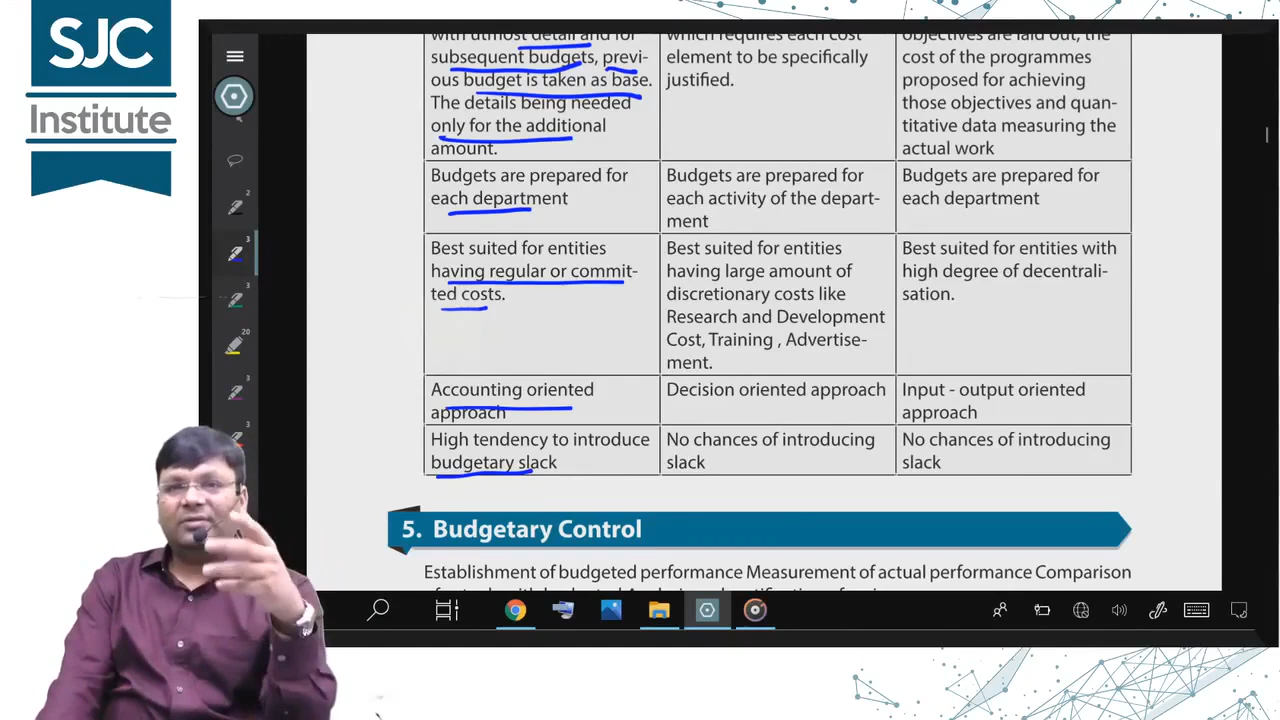 SJC
Institute
with utmost detail and for
subsequent budgets, previ-
ous budget is taken as base.
The details being needed
only for the additional
amount.
which requires each cost
element to be specifically
justified.
objectives are laid out, the
cost of the programmes
proposed for achieving
those objectives and quan-
titative data measuring the
actual work
Budgets are prepared for
each department
Budgets are prepared for
each activity of the depart-
ment
Budgets are prepared for
each department
Best suited for entities
having regular or commit-
ted costs.
Best suited for entities
having large amount of
discretionary costs like
Research and Development
Cost, Training , Advertise-
ment.
Best suited for entities with
high degree of decentrali-
sation.
Accounting oriented
approach
Decision oriented approach
Input - output oriented
approach
High tendency to introduce
budgetary slack
No chances of introducing
slack
No chances of introducing
slack
5. Budgetary Control
Establishment of budgeted performance Measurement of actual performance Comparison
2
3
3
20
3
3